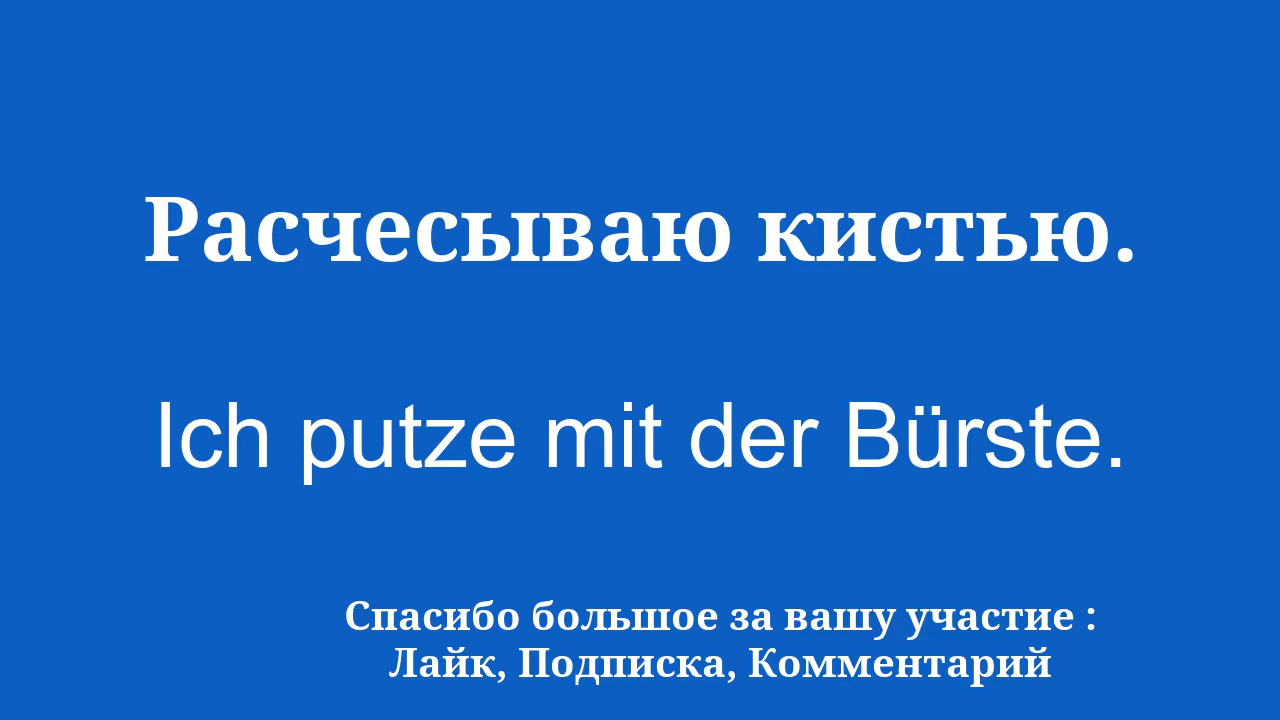 Расчесываю кистью.
Ich putze mit der Bürste.
Спасибо большое за вашу участие :
Лайк, Подписка, Комментарий